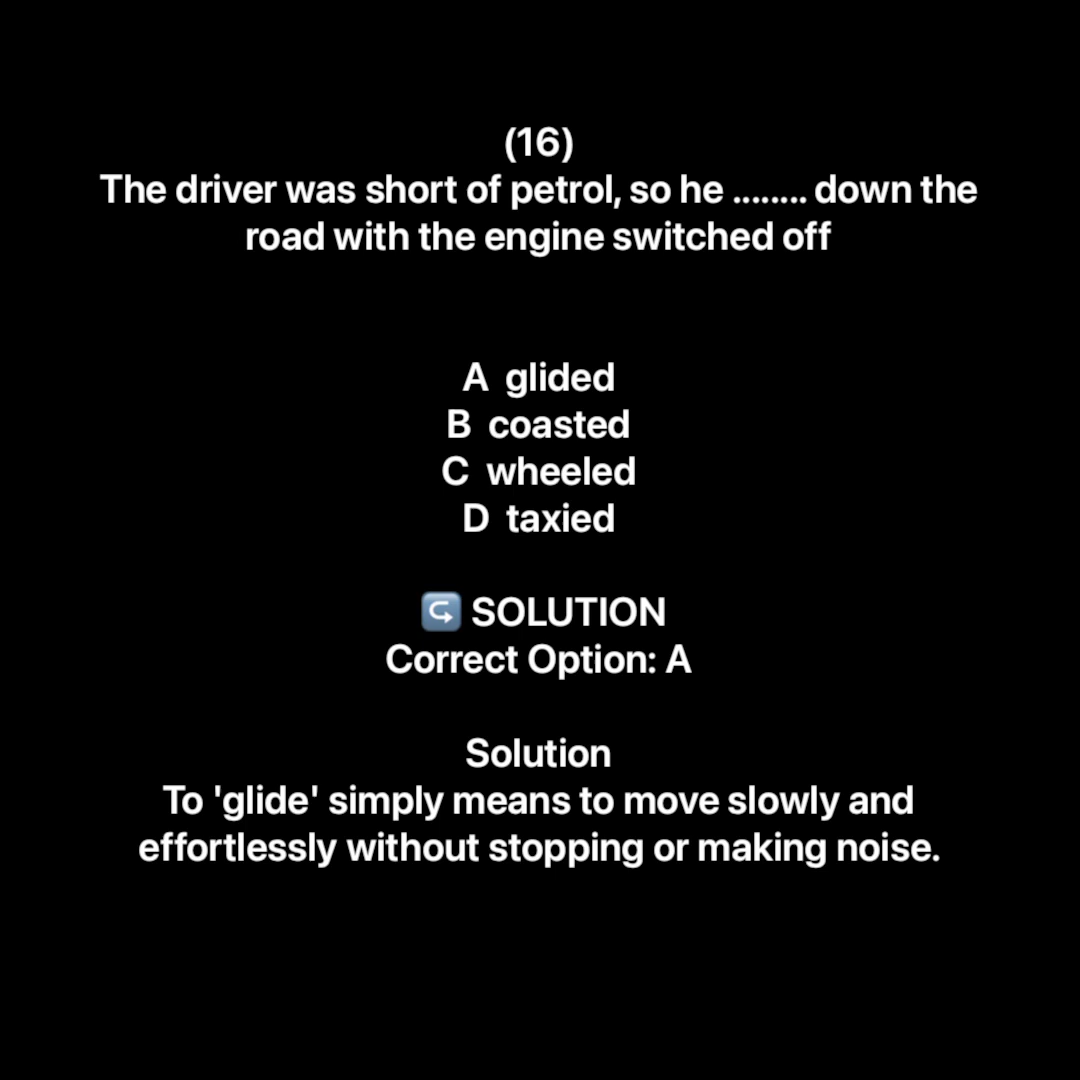 (16)
The driver was short of petrol, so he ........ down the
road with the engine switched off
A glided
B coasted
C wheeled
D taxied
↪️ SOLUTION
Correct Option: A
Solution
To 'glide' simply means to move slowly and
effortlessly without stopping or making noise.